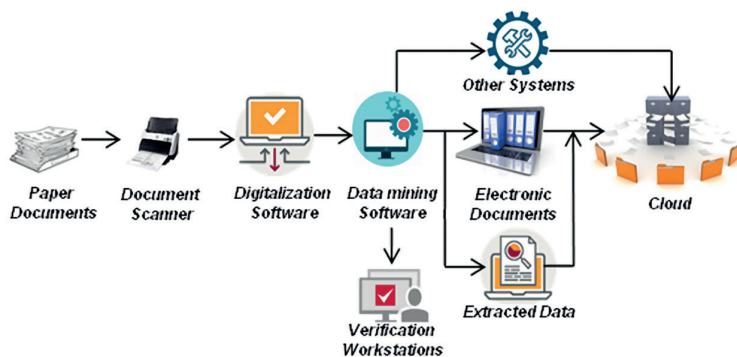 Other Systems
Paper
Documents
Document
Scanner
Digitalization
Software
Data mining
Software
Electronic
Documents
Cloud
Extracted Data
Verification
Workstations